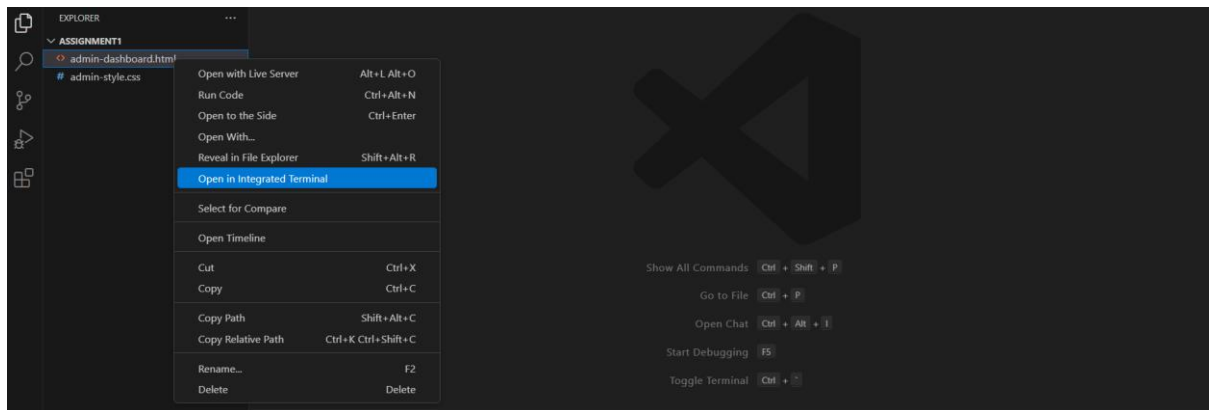 EXPLORER ...
ASSIGNMENT1
<> admin-dashboard.html
# admin-style.css
Open with Live Server Alt+L Alt+O
Run Code Ctrl+Alt+N
Open to the Side Ctrl+Enter
Open With...
Reveal in File Explorer Shift+Alt+R
Open in Integrated Terminal
Select for Compare
Open Timeline
Cut Ctrl+X
Copy Ctrl+C
Copy Path Shift+Alt+C
Copy Relative Path Ctrl+K Ctrl+Shift+C
Rename... F2
Delete Delete
Show All Commands Ctrl + Shift + P
Go to File Ctrl + P
Open Chat Ctrl + Alt + I
Start Debugging F5
Toggle Terminal Ctrl + `